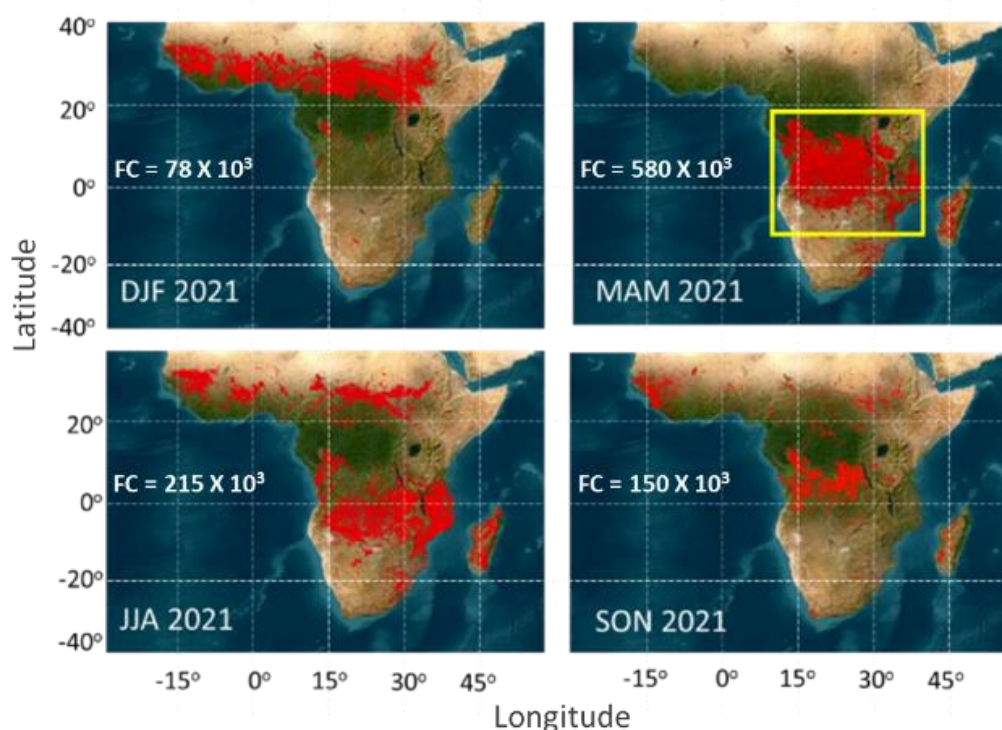 40°
20°
FC = 78 X 10³
FC = 580 X 10³
0°
-20°
DJF 2021
MAM 2021
-40°
Latitude
20°
FC = 215 X 10³
FC = 150 X 10³
0°
-20°
JJA 2021
SON 2021
-40°
-15° 0° 15° 30° 45° -15° 0° 15° 30° 45°
Longitude